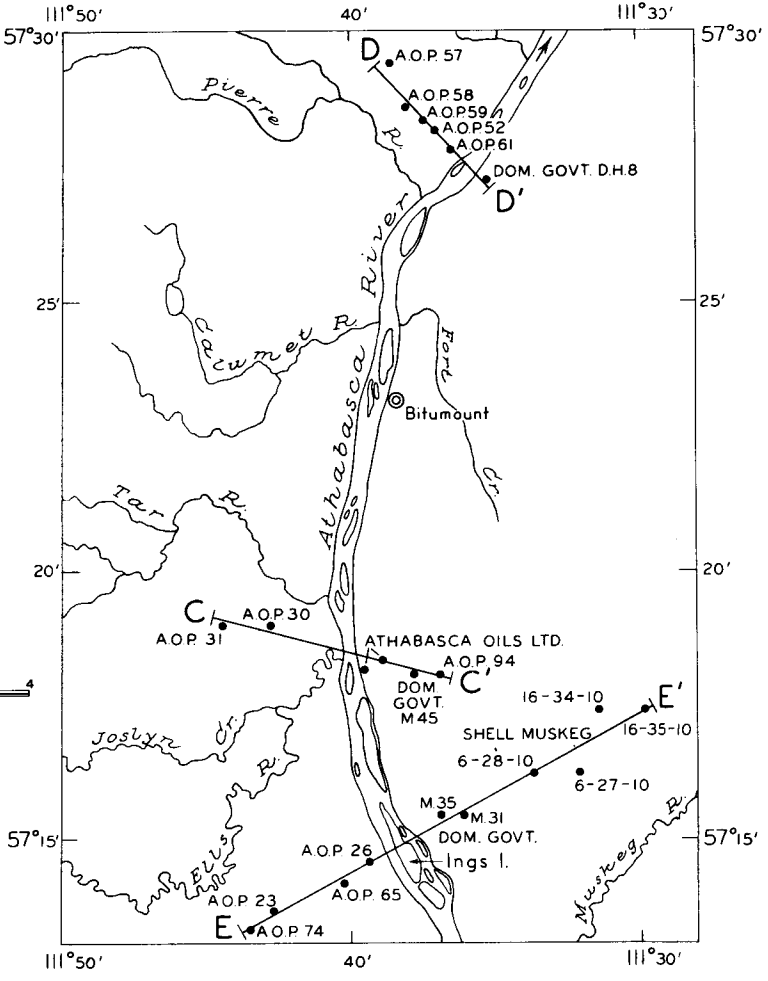 111°50'
40'
111°30'
57°30'
57°30'
D
A.O.P. 57
Pierre
A.O.P. 58
A.O.P. 59
A.O.P. 52
R.
A.O.P. 61
DOM. GOVT. D.H.8
D'
River
25'
25'
Calumet R.
Fort
Athabasca
Bitumount
Cr.
Tar
R.
20'
20'
C
A.O.P. 30
A.O.P. 31
ATHABASCA OILS LTD.
A.O.P. 94
C'
DOM.
GOVT.
M45
4
16-34-10
E'
16-35-10
Joslyn
Cr.
SHELL MUSKEG
6-28-10
6-27-10
R.
M.35
M.31
R.
57°15'
57°15'
DOM. GOVT.
Ells
A.O.P. 26
Ings I.
Muskeg
A.O.P. 65
A.O.P. 23
E
A.O.P. 74
111°50'
40'
111°30'